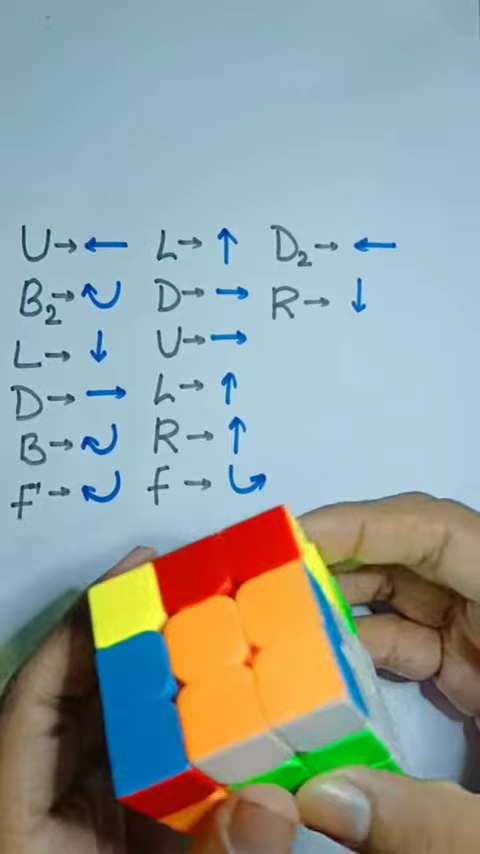 U→← L→↑ D₂→←
B₂→⤹ D→→ R→↓
L→↓ U→→
D→→ L→↑
B→⤹ R→↑
F'→⤹ f→⤿